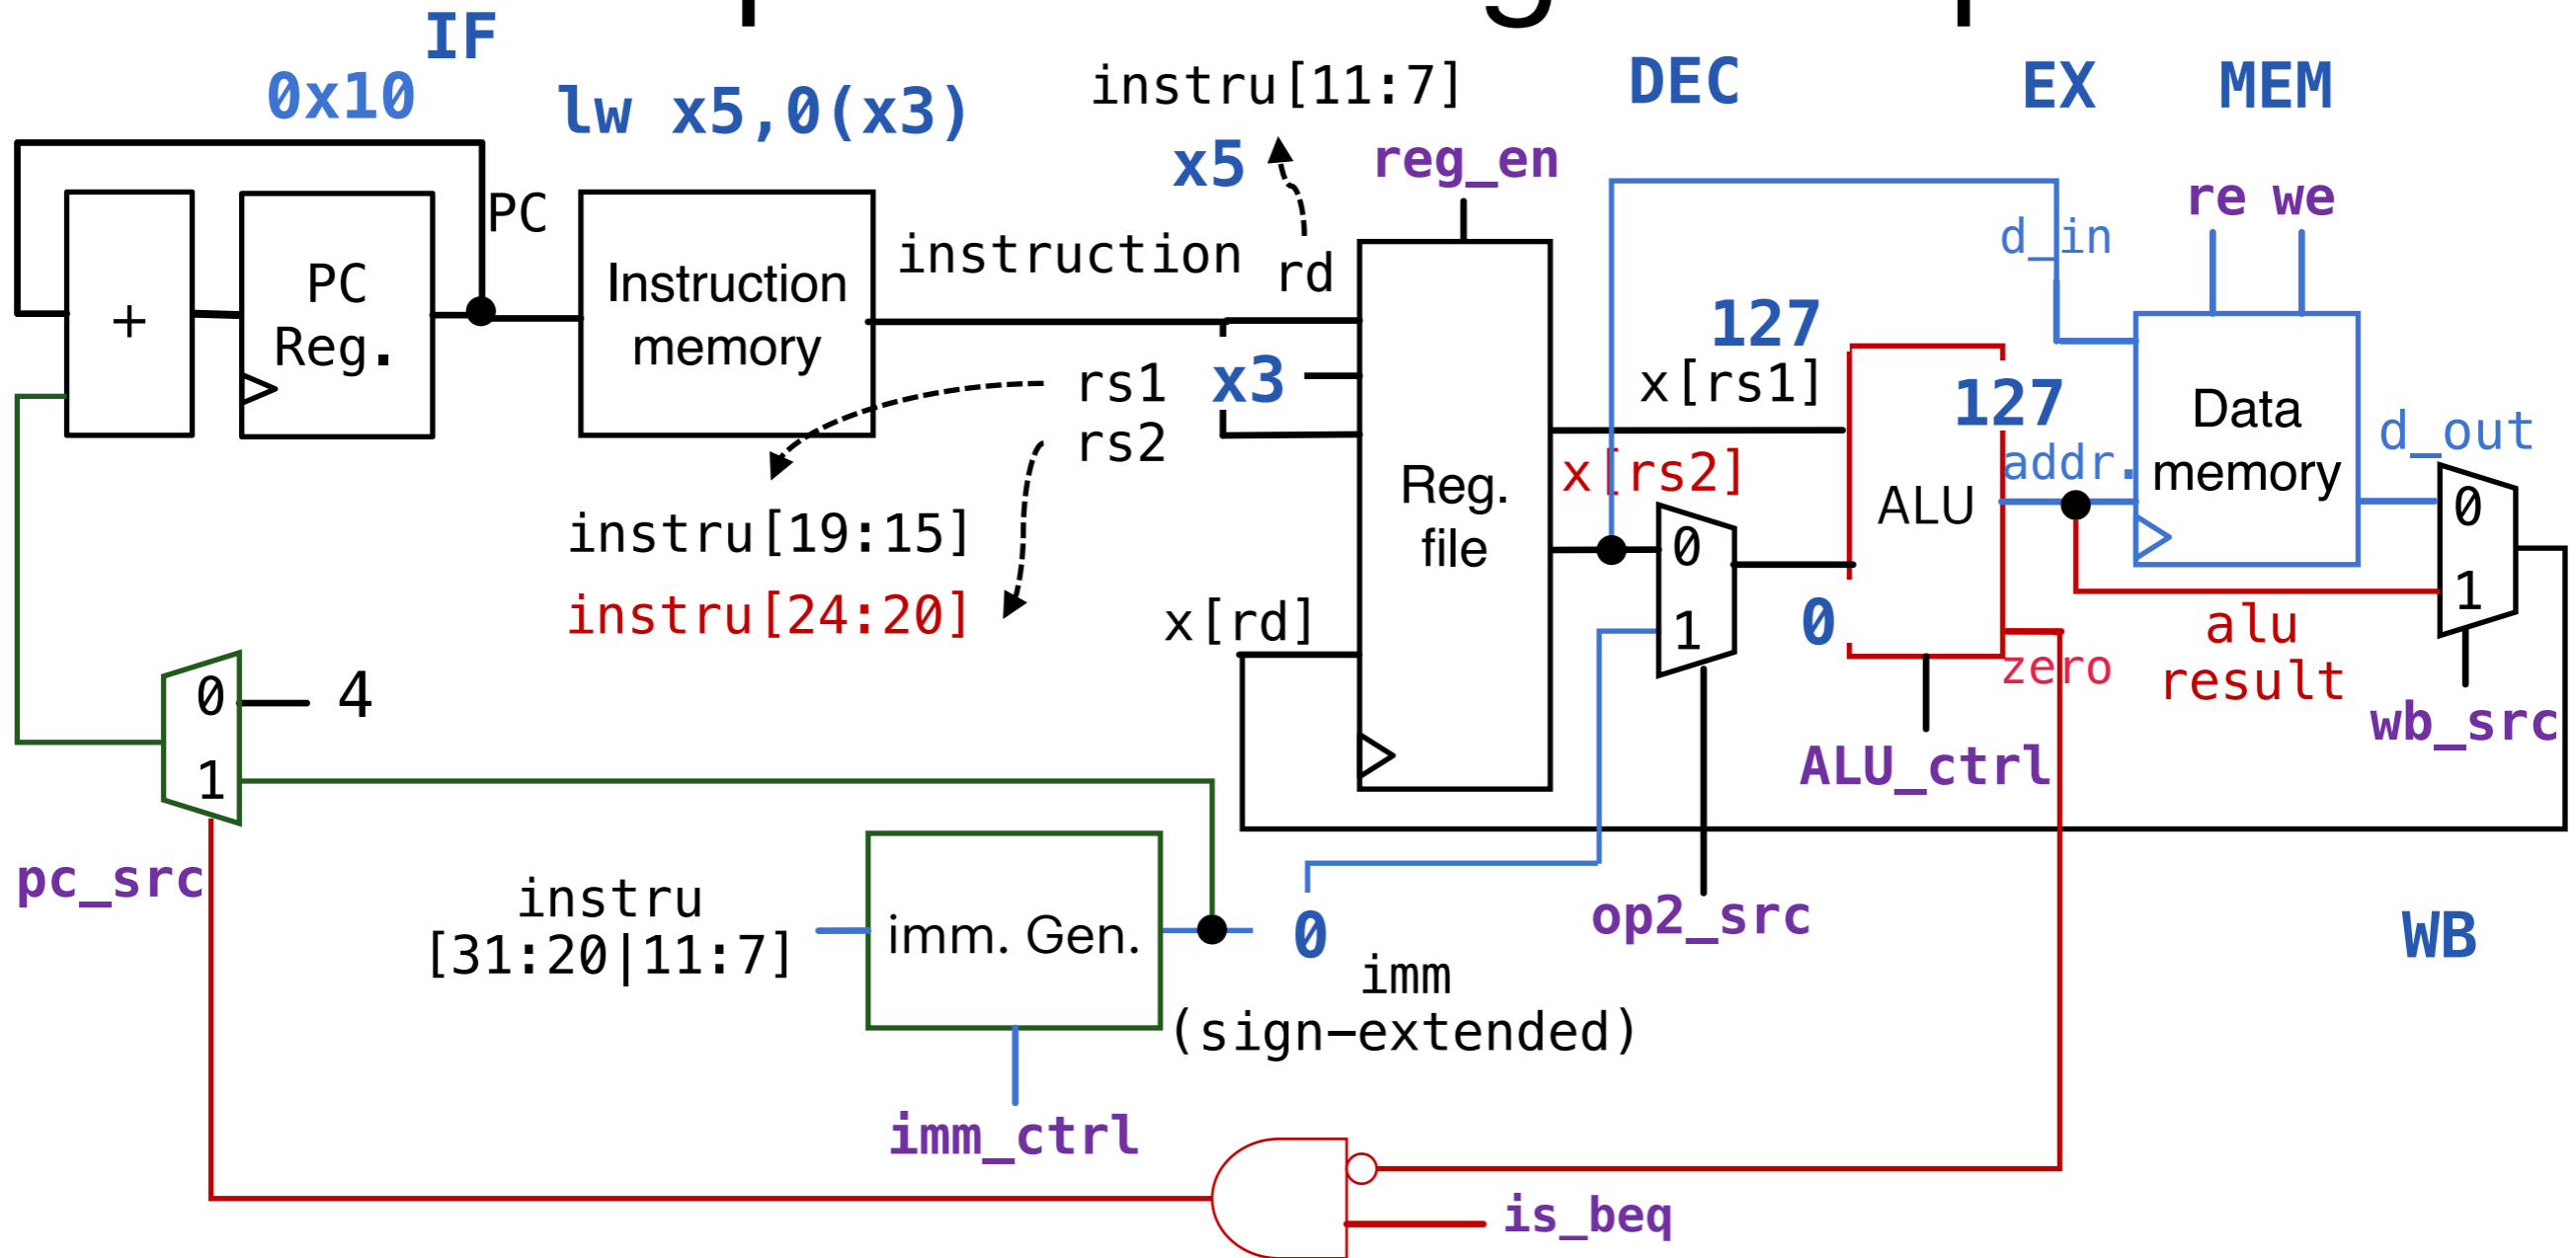 IF
0x10
lw x5,0(x3)
instru[11:7]
DEC
EX
MEM
x5
reg_en
re we
PC
d_in
instruction
rd
+
PC
Reg.
Instruction
memory
127
x[rs1]
rs1
x3
rs2
127
Data
memory
d_out
addr.
x[rs2]
Reg.
file
ALU
0
1
0
1
instru[19:15]
instru[24:20]
x[rd]
0
zero
alu
result
wb_src
0
4
1
ALU_ctrl
pc_src
instru
[31:20|11:7]
imm. Gen.
0
op2_src
WB
imm
(sign-extended)
imm_ctrl
is_beq